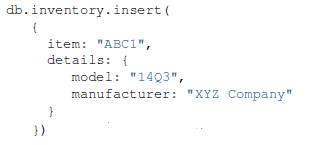 db.inventory.insert(
   {
     item: "ABC1",
     details: {
        model: "14Q3",
        manufacturer: "XYZ Company"
     }
   })